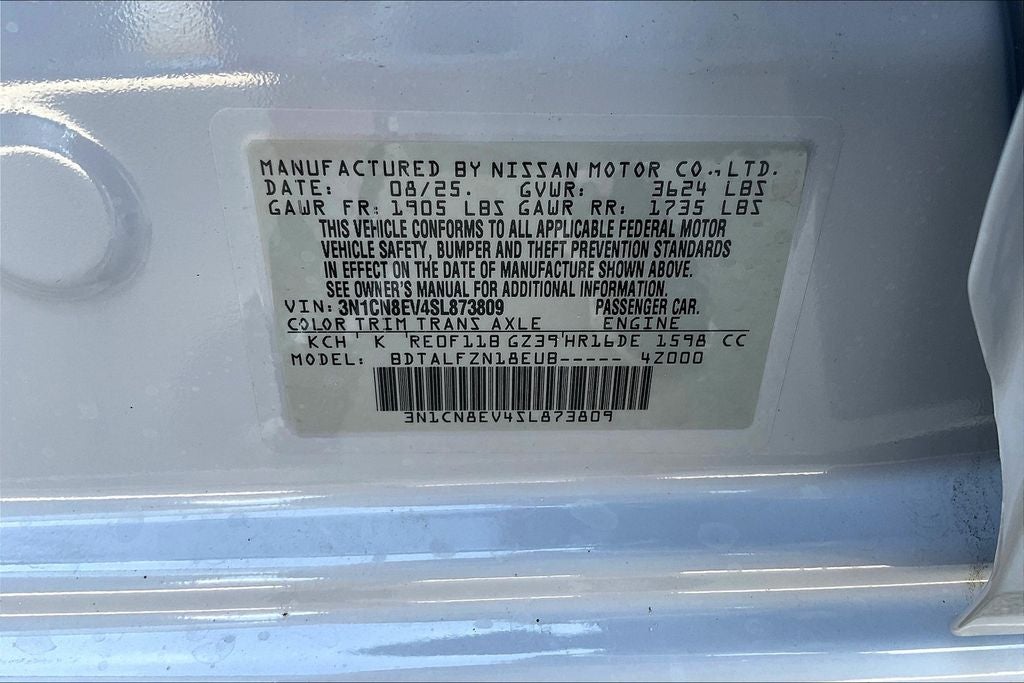 MANUFACTURED BY NISSAN MOTOR CO.,LTD.
DATE: 08/25. GVWR: 3624 LBS
GAWR FR: 1905 LBS GAWR RR: 1735 LBS
THIS VEHICLE CONFORMS TO ALL APPLICABLE FEDERAL MOTOR
VEHICLE SAFETY, BUMPER AND THEFT PREVENTION STANDARDS
IN EFFECT ON THE DATE OF MANUFACTURE SHOWN ABOVE.
SEE OWNER'S MANUAL FOR ADDITIONAL INFORMATION.
VIN: 3N1CN8EV4SL873809 PASSENGER CAR.
COLOR TRIM TRANS AXLE ENGINE
KCH K RE0F11B GZ39 HR16DE 1598 CC
MODEL: BDTALFZN18EUB----- 4Z000
3N1CN8EV4SL873809